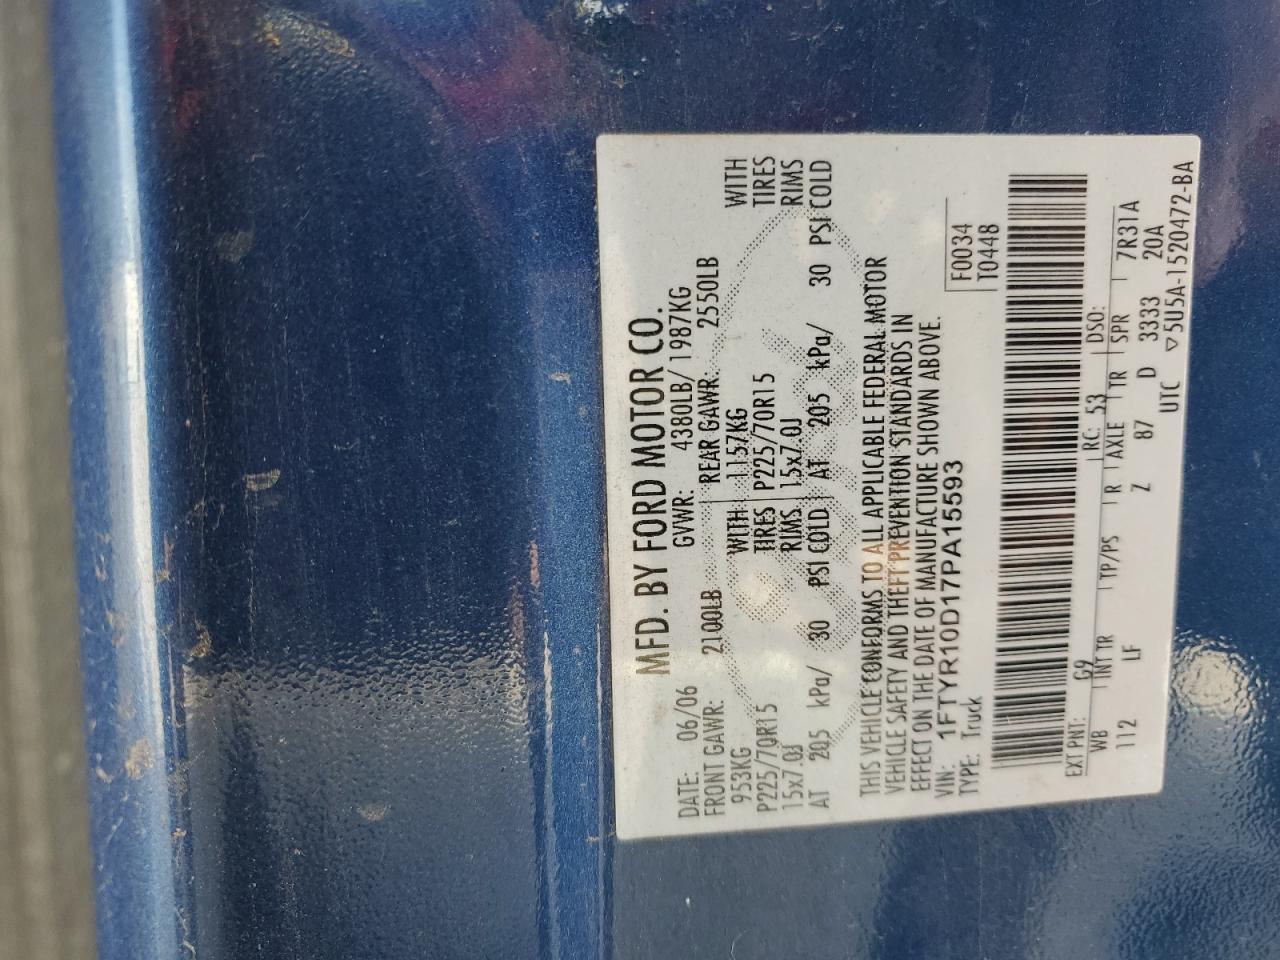 MFD. BY FORD MOTOR CO.
DATE: 06/06 GVWR: 4380LB/ 1987KG
FRONT GAWR: 2100LB REAR GAWR: 2550LB
953KG WITH 1157KG WITH
P225/70R15 TIRES P225/70R15 TIRES
15x7.0J RIMS 15x7.0J RIMS
AT 205 kPa/ 30 PSI COLD AT 205 kPa/ 30 PSI COLD
THIS VEHICLE CONFORMS TO ALL APPLICABLE FEDERAL MOTOR
VEHICLE SAFETY AND THEFT PREVENTION STANDARDS IN
EFFECT ON THE DATE OF MANUFACTURE SHOWN ABOVE.
VIN: 1FTYR10D17PA15593 F0034
TYPE: Truck T0448
EXT PNT: G9 RC: 53 DSO:
WB INT TR TP/PS R AXLE TR SPR 7R31A
112 LF Z 87 D 3333 20A
UTC ▽5U5A-1520472-BA